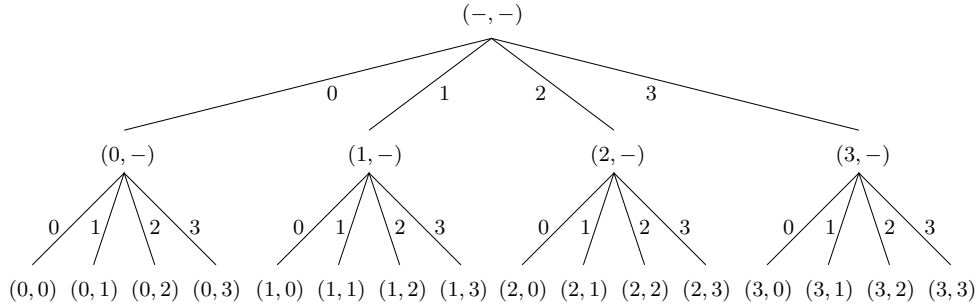 (−, −)
0 1 2 3
(0, −) (1, −) (2, −) (3, −)
0 1 2 3 0 1 2 3 0 1 2 3 0 1 2 3
(0, 0) (0, 1) (0, 2) (0, 3) (1, 0) (1, 1) (1, 2) (1, 3) (2, 0) (2, 1) (2, 2) (2, 3) (3, 0) (3, 1) (3, 2) (3, 3)